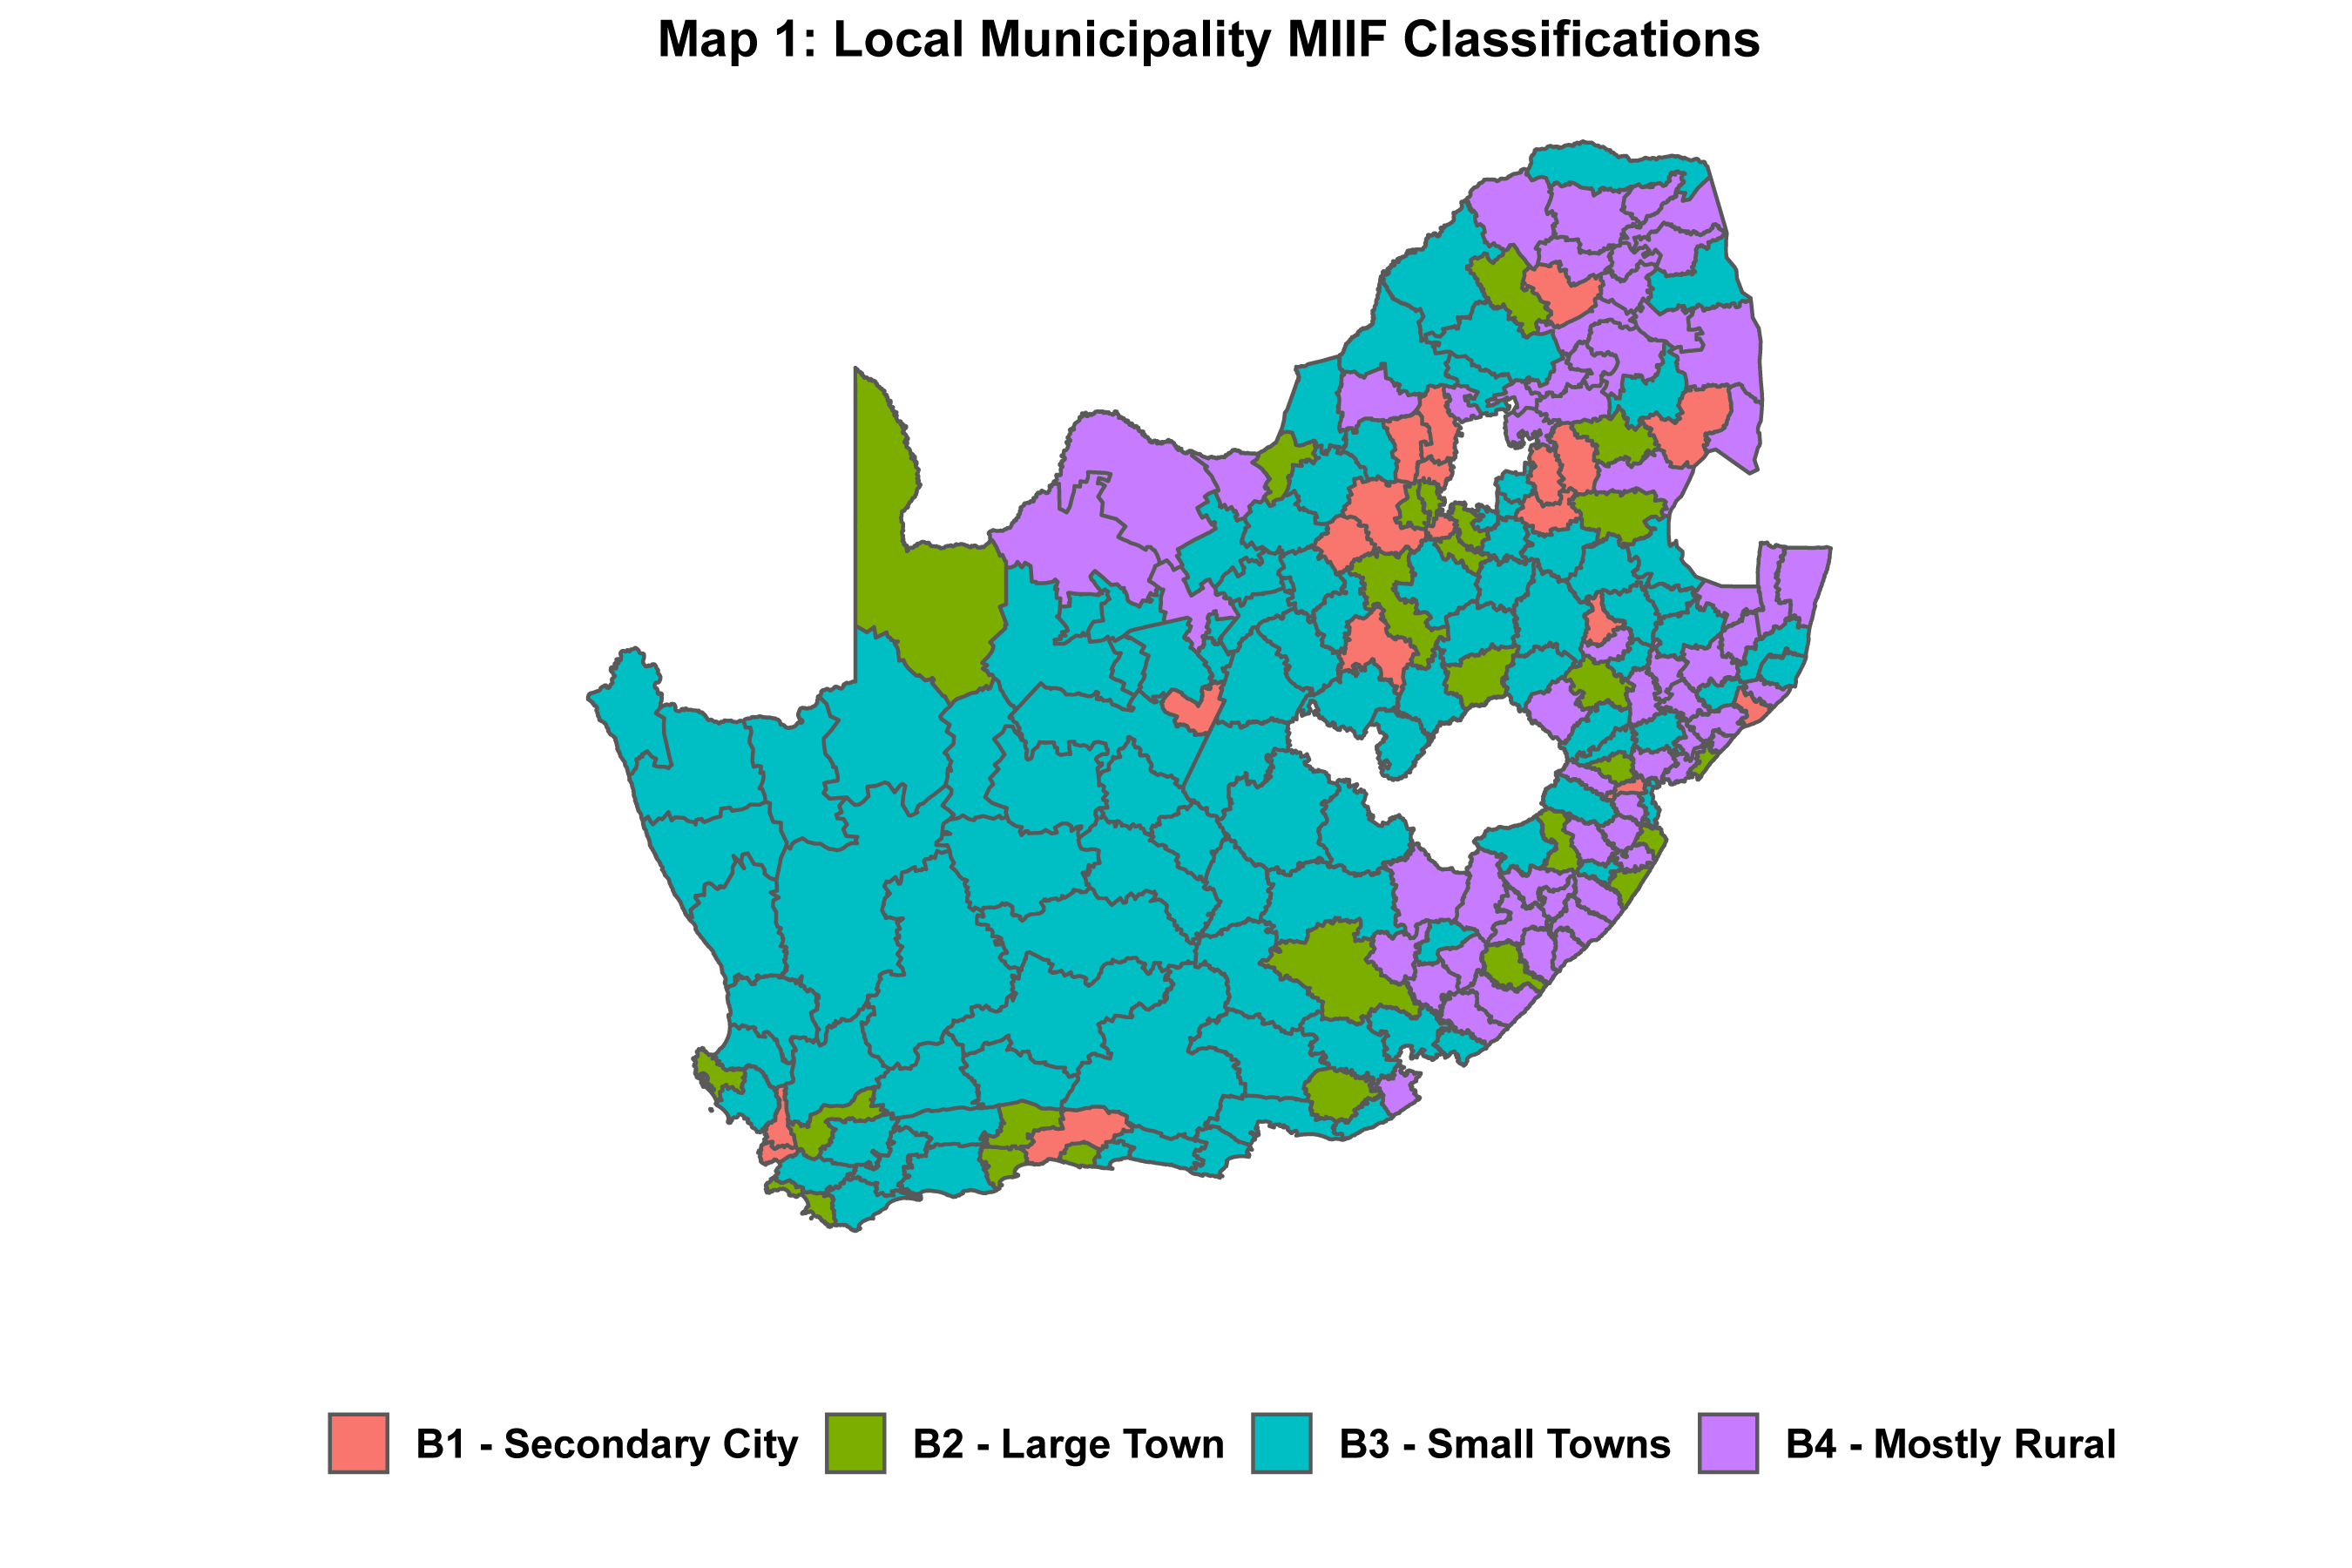 Map 1: Local Municipality MIIF Classifications
B1 - Secondary City B2 - Large Town B3 - Small Towns B4 - Mostly Rural